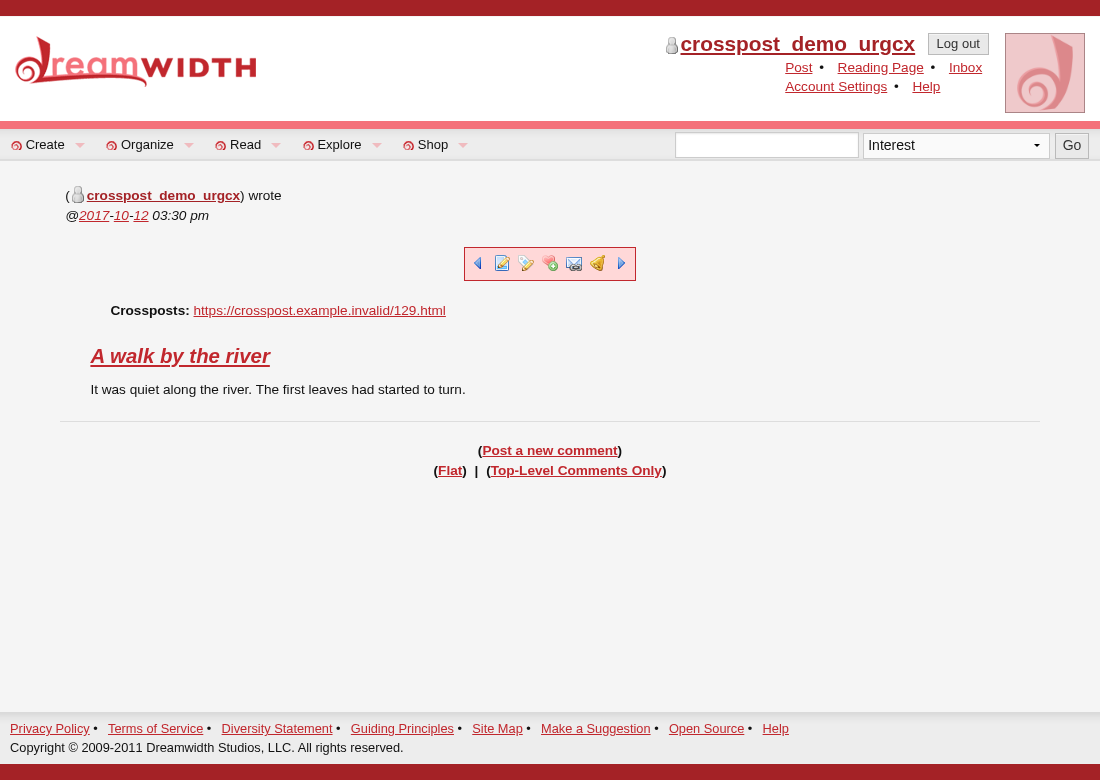 dreamWIDTH
crosspost_demo_urgcx Log out
Post • Reading Page • Inbox
Account Settings • Help
Create Organize Read Explore Shop Interest Go
(crosspost_demo_urgcx) wrote
@2017-10-12 03:30 pm
Crossposts: https://crosspost.example.invalid/129.html
A walk by the river
It was quiet along the river. The first leaves had started to turn.
(Post a new comment)
(Flat) | (Top-Level Comments Only)
Privacy Policy • Terms of Service • Diversity Statement • Guiding Principles • Site Map • Make a Suggestion • Open Source • Help
Copyright © 2009-2011 Dreamwidth Studios, LLC. All rights reserved.